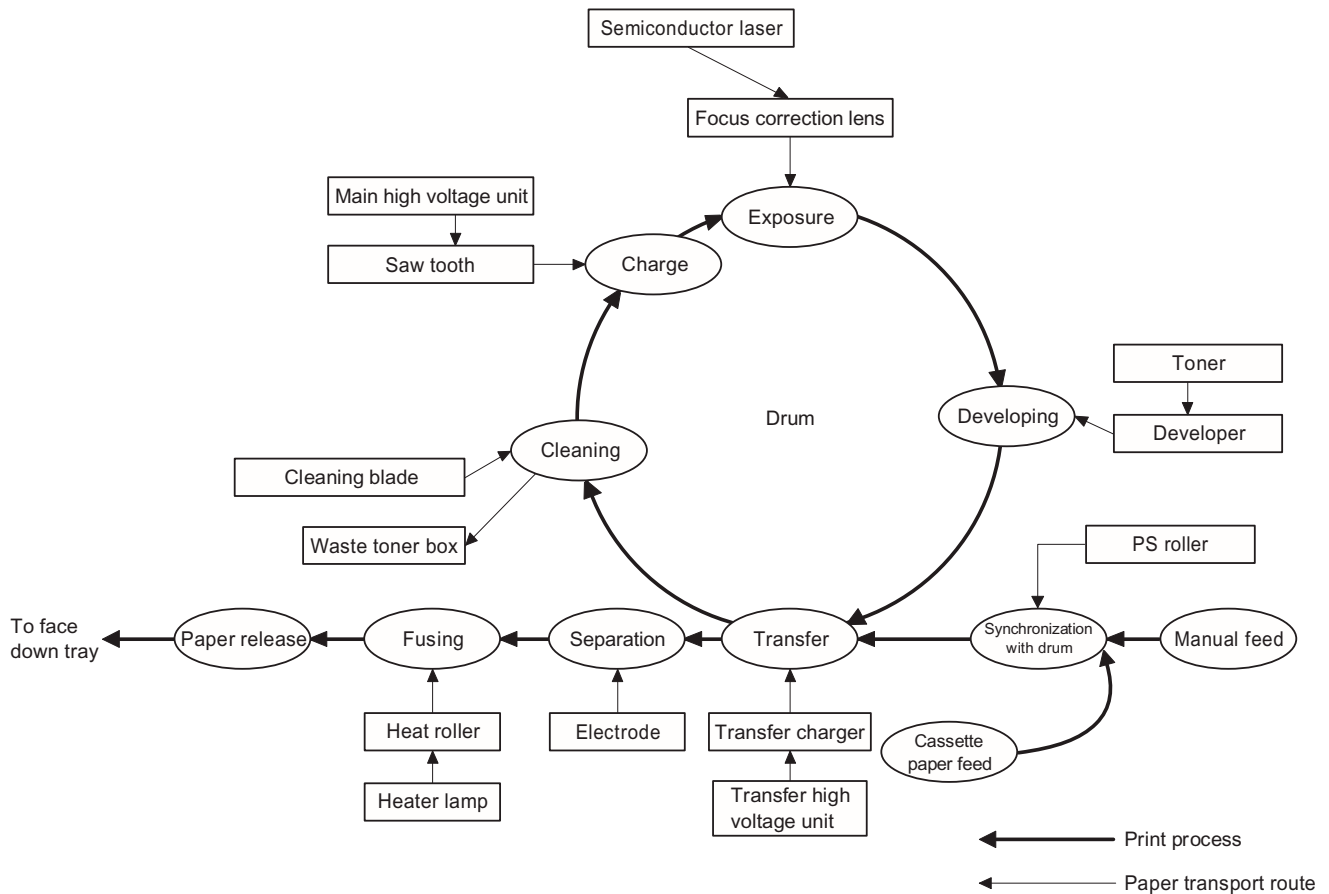 Semiconductor laser
Focus correction lens
Main high voltage unit
Exposure
Saw tooth
Charge
Toner
Drum
Developing
Developer
Cleaning
Cleaning blade
Waste toner box
PS roller
To face
down tray
Paper release
Fusing
Separation
Transfer
Synchronization
with drum
Manual feed
Heat roller
Electrode
Transfer charger
Cassette
paper feed
Heater lamp
Transfer high
voltage unit
Print process
Paper transport route